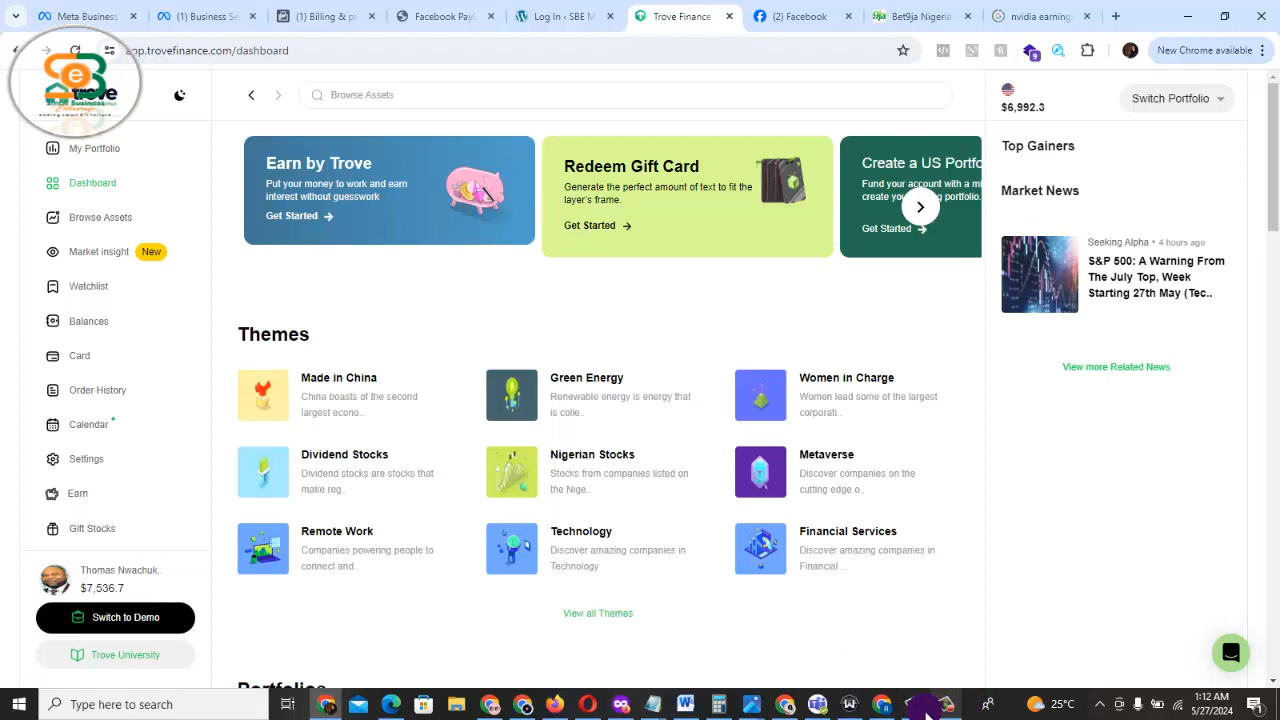 (2) Business S
(1) Billing & p
Facebook Payr
Log In ‹ SBE M
Trove Finance
(2) Facebook
Bet9ja Nigeria
nvidia earning
app.trovefinance.com/dashboard
9
New Chrome available
trove
Small Business
Browse Assets
$6,992.3
Switch Portfolio
My Portfolio
Dashboard
Browse Assets
Market insight New
Watchlist
Balances
Card
Order History
Calendar
Settings
Earn
Gift Stocks
Thomas Nwachuk..
$7,536.7
Switch to Demo
Trove University
Earn by Trove
Put your money to work and earn
interest without guesswork
Get Started
Redeem Gift Card
Generate the perfect amount of text to fit the
layer's frame.
Get Started
Create a US Portfo
Fund your account with a mi
create you
portfolio.
Get Started
Themes
Made in China
China boasts of the second
largest econo..
Green Energy
Renewable energy is energy that
is colle..
Women in Charge
Women lead some of the largest
corporati..
Dividend Stocks
Dividend stocks are stocks that
make reg..
Nigerian Stocks
Stocks from companies listed on
the Nige..
Metaverse
Discover companies on the
cutting edge o..
Remote Work
Companies powering people to
connect and..
Technology
Discover amazing companies in
Technology
Financial Services
Discover amazing companies in
Financial ..
View all Themes
Portfolios
Top Gainers
Market News
Seeking Alpha • 4 hours ago
S&P 500: A Warning From
The July Top, Week
Starting 27th May (Tec..
View more Related News
Type here to search
25°C
1:12 AM
5/27/2024